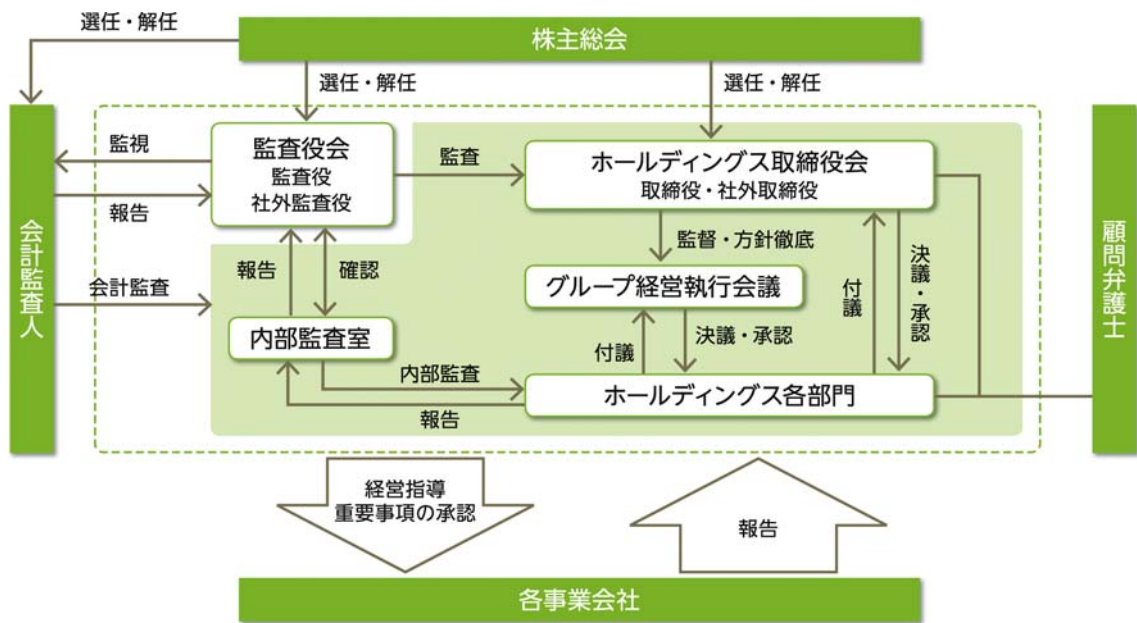 選任・解任
株主総会
選任・解任
選任・解任
会計監査人
監視
報告
会計監査
監査役会
監査役
社外監査役
監査
ホールディングス取締役会
取締役・社外取締役
顧問弁護士
監督・方針徹底
報告
確認
グループ経営執行会議
付議
決議・承認
内部監査室
付議
決議・承認
内部監査
ホールディングス各部門
報告
経営指導
重要事項の承認
報告
各事業会社